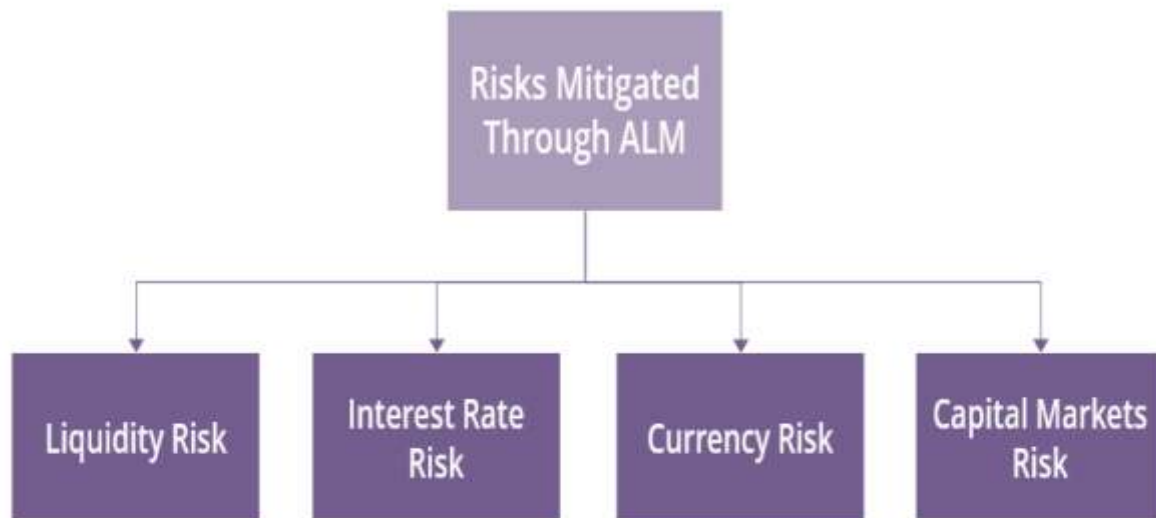 Risks Mitigated
Through ALM
Liquidity Risk
Interest Rate
Risk
Currency Risk
Capital Markets
Risk